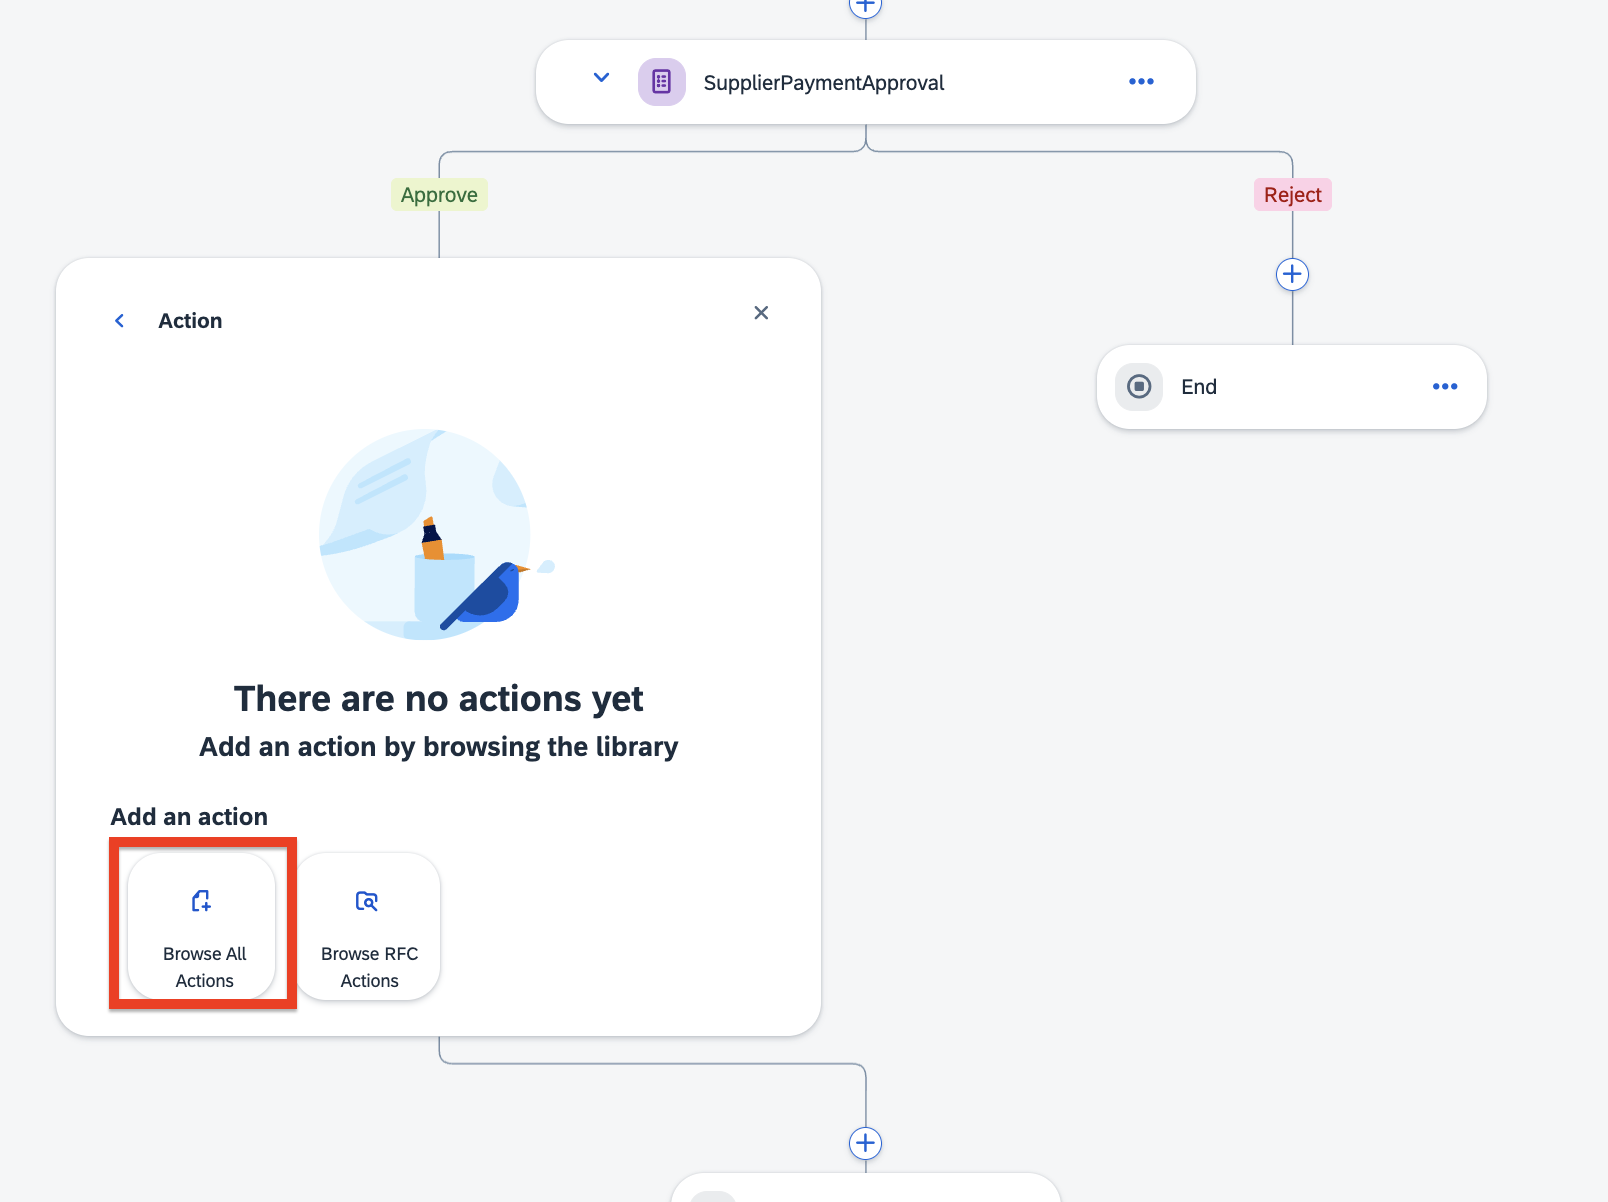 SupplierPaymentApproval
Approve
Reject
Action
End
There are no actions yet
Add an action by browsing the library
Add an action
Browse All
Actions
Browse RFC
Actions